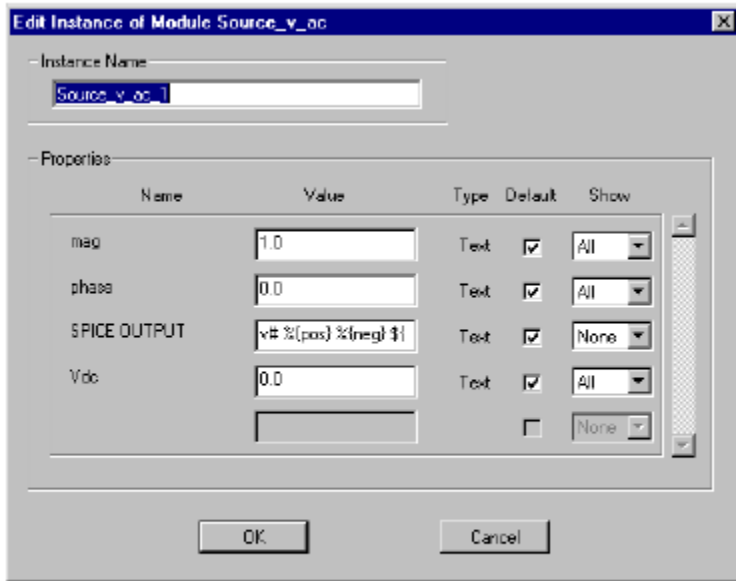 Edit Instance of Module Source_v_ac
Instance Name
Source_v_ac_1
Properties
Name Value Type Default Show
mag 1.0 Text All
phase 0.0 Text All
SPICE OUTPUT v# %{pos} %{neg} ${ Text None
Vdc 0.0 Text All
None
OK Cancel